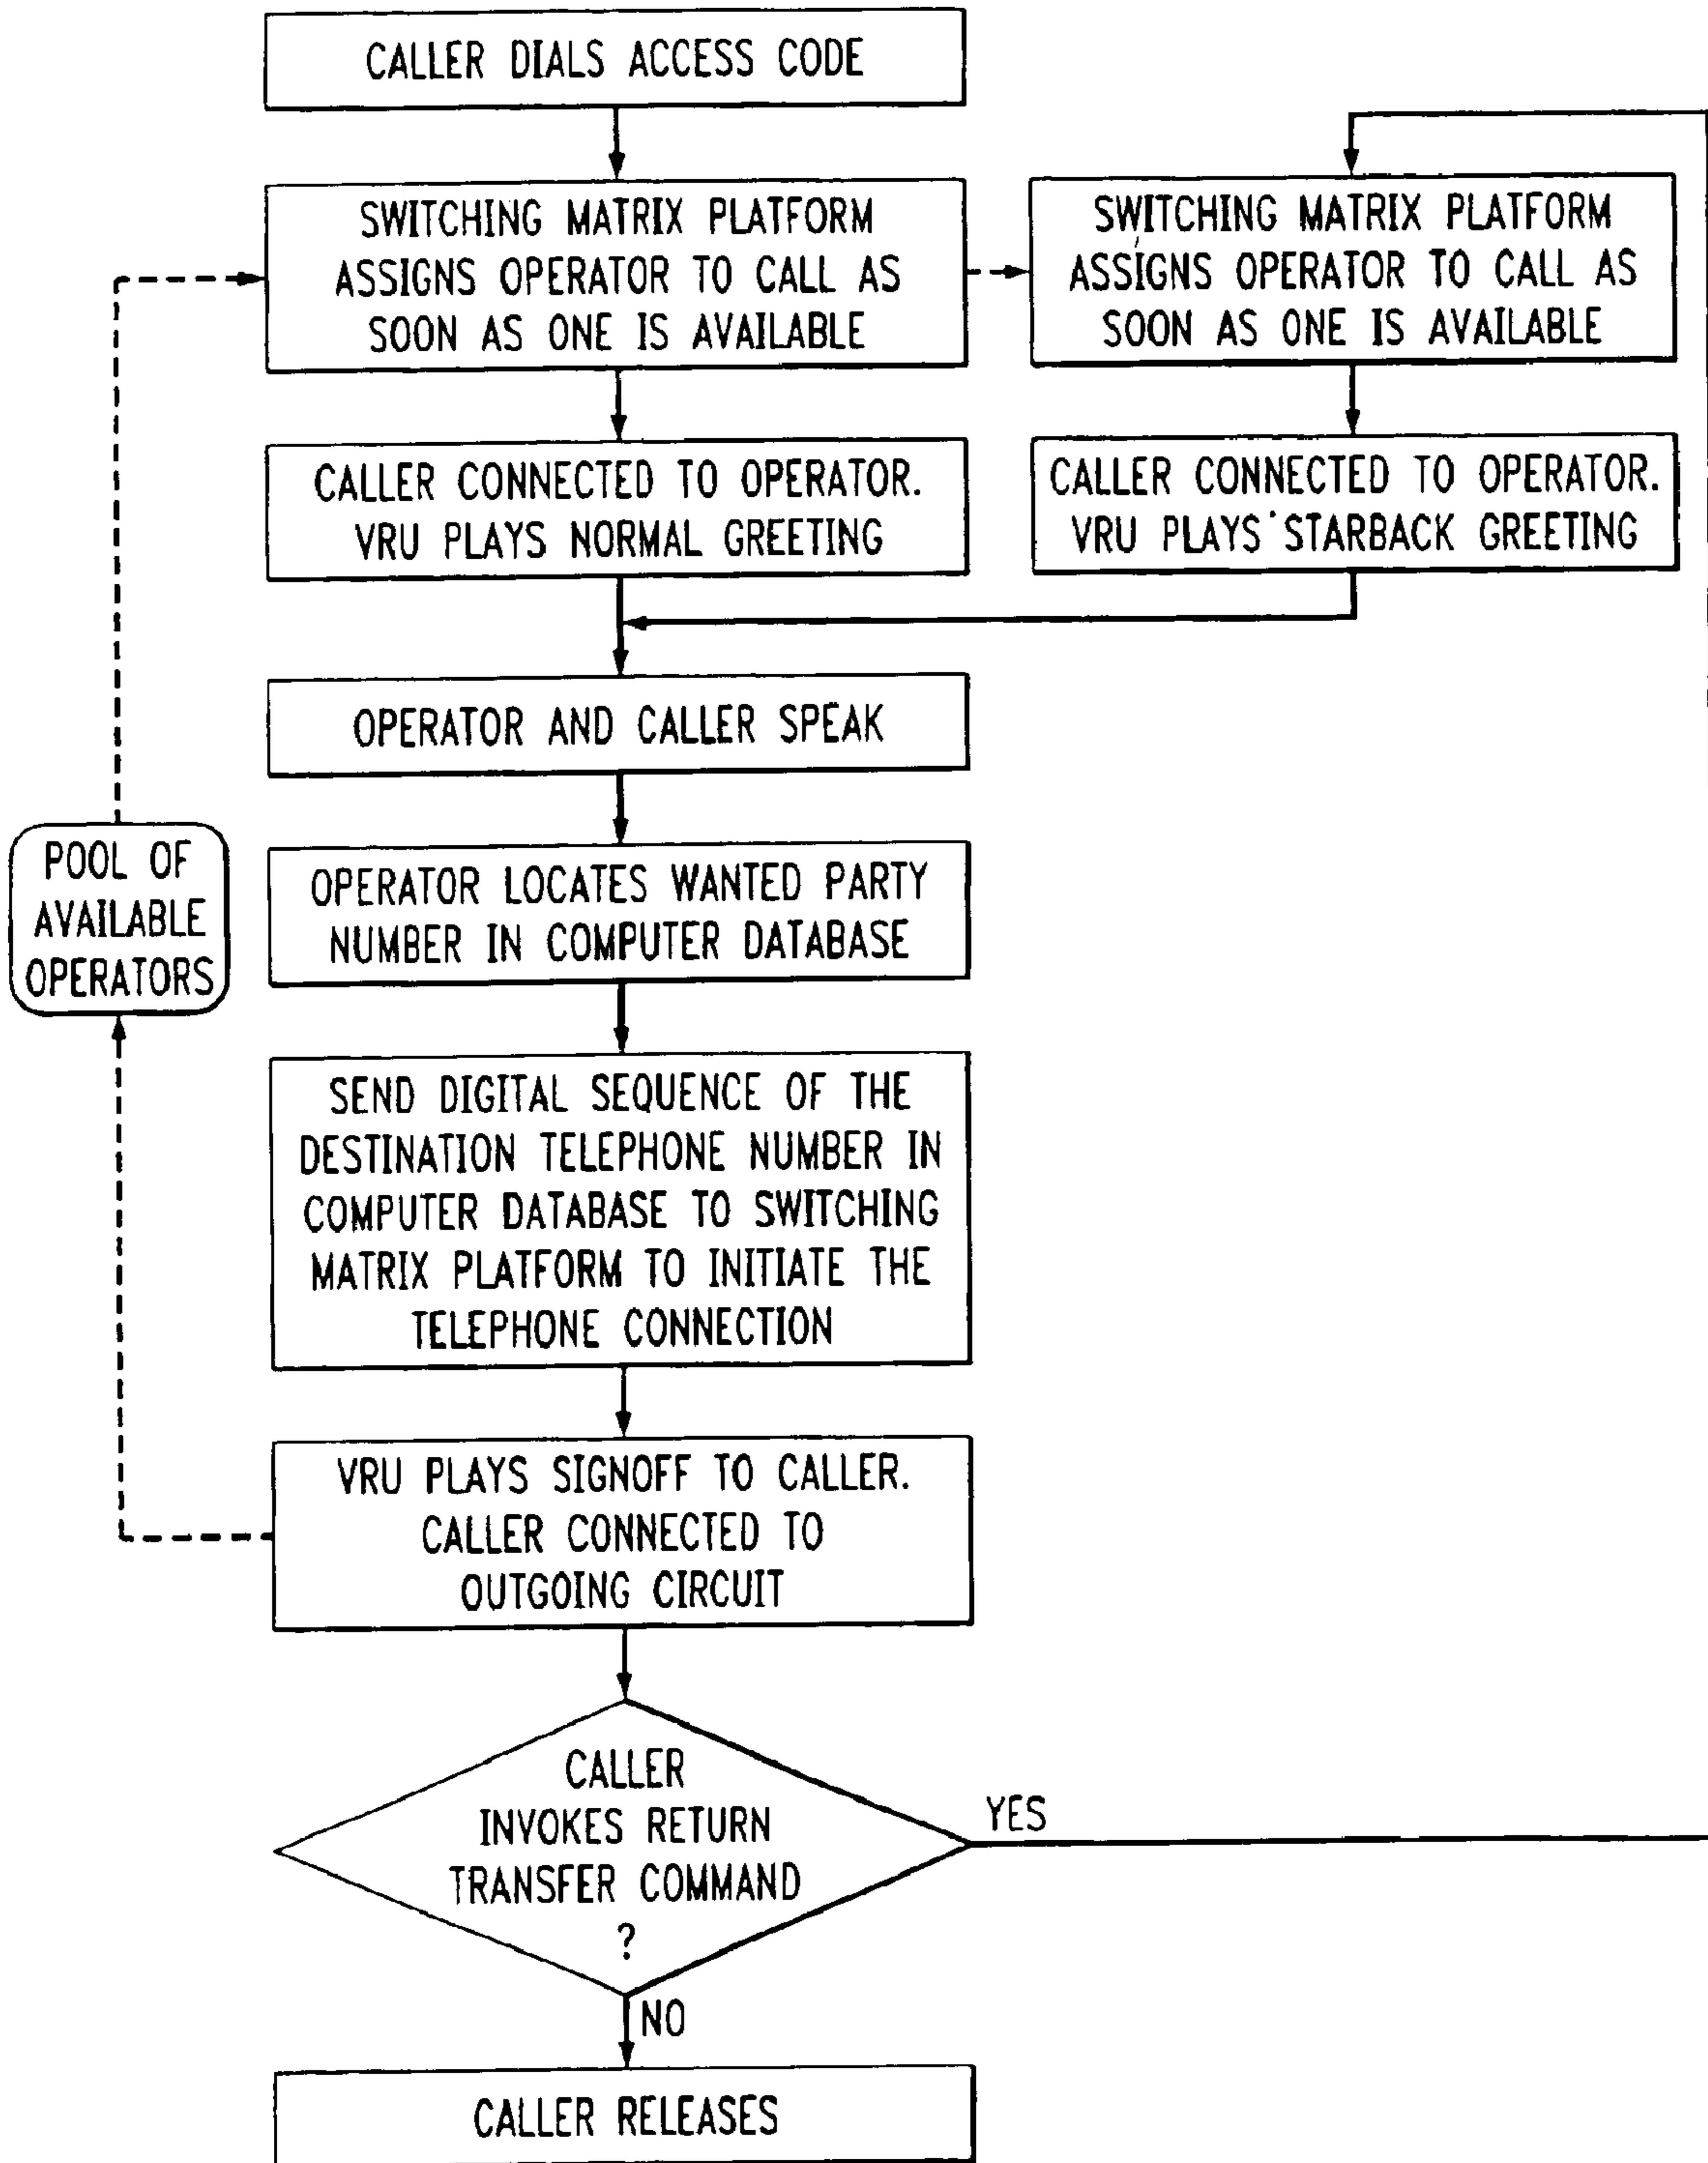 CALLER DIALS ACCESS CODE
SWITCHING MATRIX PLATFORM
ASSIGNS OPERATOR TO CALL AS
SOON AS ONE IS AVAILABLE
SWITCHING MATRIX PLATFORM
ASSIGNS OPERATOR TO CALL AS
SOON AS ONE IS AVAILABLE
CALLER CONNECTED TO OPERATOR.
VRU PLAYS NORMAL GREETING
CALLER CONNECTED TO OPERATOR.
VRU PLAYS STARBACK GREETING
OPERATOR AND CALLER SPEAK
POOL OF
AVAILABLE
OPERATORS
OPERATOR LOCATES WANTED PARTY
NUMBER IN COMPUTER DATABASE
SEND DIGITAL SEQUENCE OF THE
DESTINATION TELEPHONE NUMBER IN
COMPUTER DATABASE TO SWITCHING
MATRIX PLATFORM TO INITIATE THE
TELEPHONE CONNECTION
VRU PLAYS SIGNOFF TO CALLER.
CALLER CONNECTED TO
OUTGOING CIRCUIT
CALLER
INVOKES RETURN
TRANSFER COMMAND
?
YES
NO
CALLER RELEASES